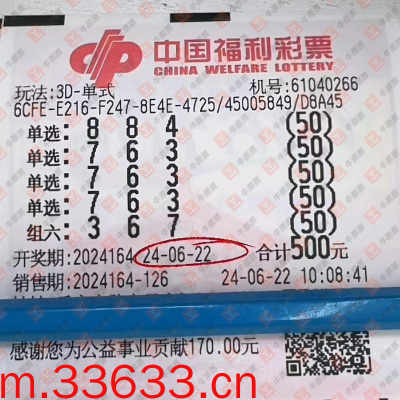 中国福利彩票
CHINA WELFARE LOTTERY
玩法:3D-单式 机号:61040266
6CFE-E216-F247-8E4E-4725/45005849/D8A45
单选: 8 8 4 (50)
单选: 7 6 3 (50)
单选: 7 6 3 (50)
单选: 7 6 3 (50)
组六: 3 6 7 (50)
开奖期:2024164 24-06-22 合计500元
销售期:2024164-126 24-06-22 10:08:41
感谢您为公益事业贡献170.00元
m.33633.cn